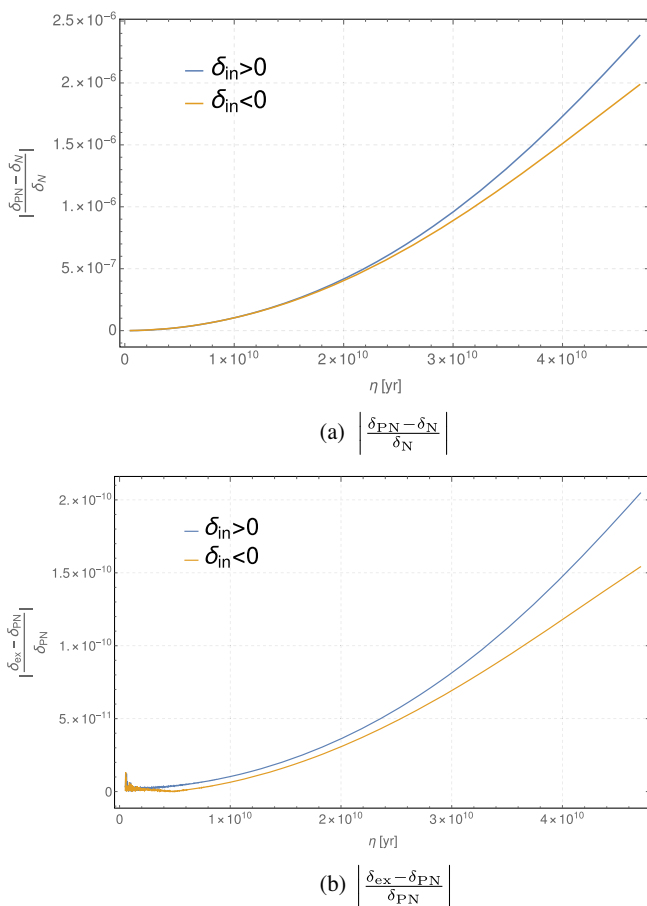 2.5×10⁻⁶
2.×10⁻⁶
1.5×10⁻⁶
1.×10⁻⁶
5.×10⁻⁷
0
|δPN − δN / δN|
δin>0
δin<0
0 1×10¹⁰ 2×10¹⁰ 3×10¹⁰ 4×10¹⁰
η [yr]
(a) |δPN−δN / δN|
2.×10⁻¹⁰
1.5×10⁻¹⁰
1.×10⁻¹⁰
5.×10⁻¹¹
0
|δex − δPN / δPN|
δin>0
δin<0
0 1×10¹⁰ 2×10¹⁰ 3×10¹⁰ 4×10¹⁰
η [yr]
(b) |δex−δPN / δPN|